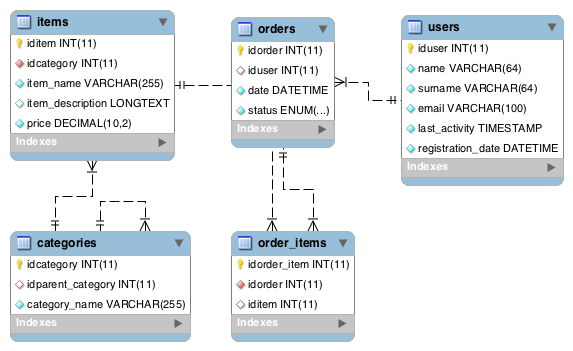 items
iditem INT(11)
idcategory INT(11)
item_name VARCHAR(255)
item_description LONGTEXT
price DECIMAL(10,2)
Indexes
orders
idorder INT(11)
iduser INT(11)
date DATETIME
status ENUM(...)
Indexes
users
iduser INT(11)
name VARCHAR(64)
surname VARCHAR(64)
email VARCHAR(100)
last_activity TIMESTAMP
registration_date DATETIME
Indexes
categories
idcategory INT(11)
idparent_category INT(11)
category_name VARCHAR(255)
Indexes
order_items
idorder_item INT(11)
idorder INT(11)
iditem INT(11)
Indexes